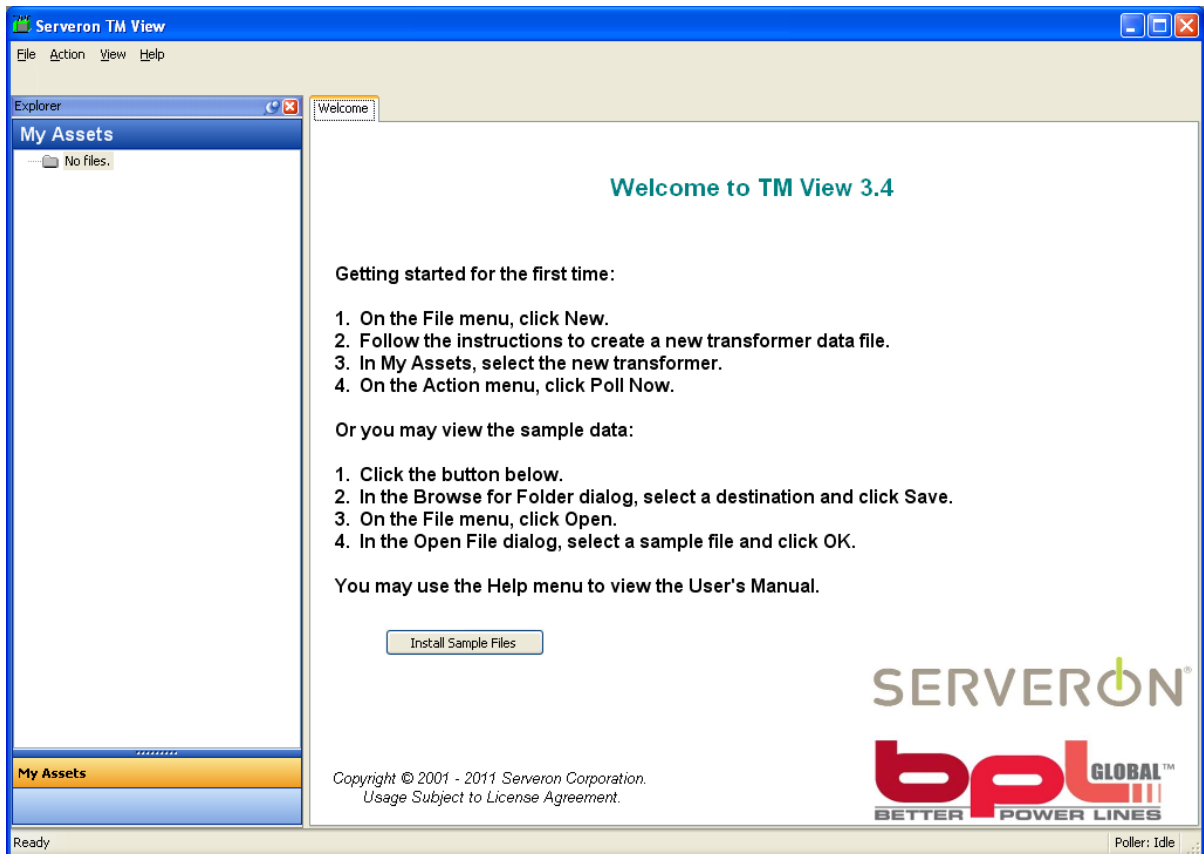 Serveron TM View
File Action View Help
Explorer
Welcome
My Assets
No files.
Welcome to TM View 3.4
Getting started for the first time:
1. On the File menu, click New.
2. Follow the instructions to create a new transformer data file.
3. In My Assets, select the new transformer.
4. On the Action menu, click Poll Now.
Or you may view the sample data:
1. Click the button below.
2. In the Browse for Folder dialog, select a destination and click Save.
3. On the File menu, click Open.
4. In the Open File dialog, select a sample file and click OK.
You may use the Help menu to view the User's Manual.
Install Sample Files
SERVERON®
bpl GLOBAL™
BETTER POWER LINES
My Assets
Copyright © 2001 - 2011 Serveron Corporation.
Usage Subject to License Agreement.
Ready
Poller: Idle